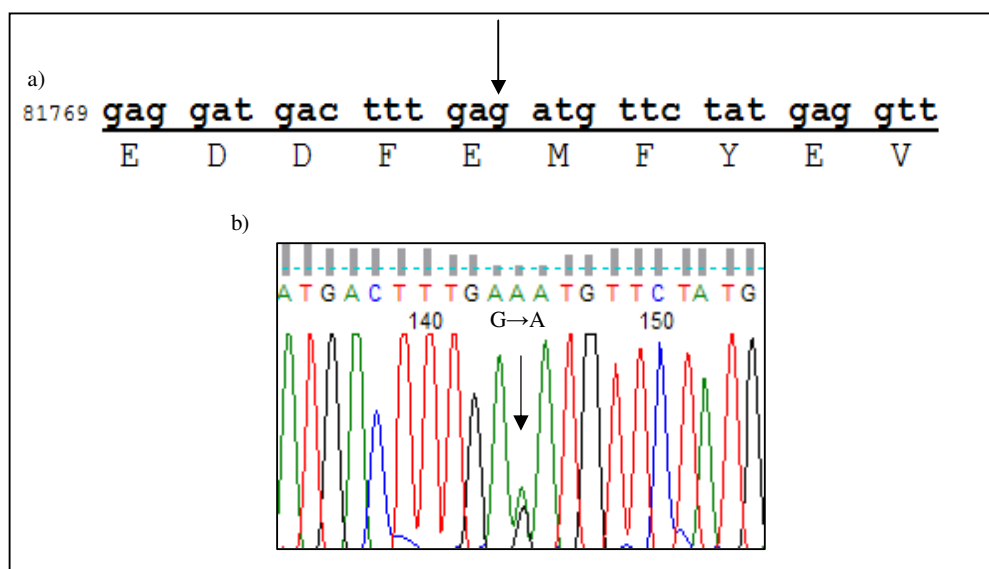 a)
81769 gag gat gac ttt gag atg ttc tat gag gtt
E D D F E M F Y E V
b)
A T G A C T T T G A A A T G T T C T A T G
140 G→A 150